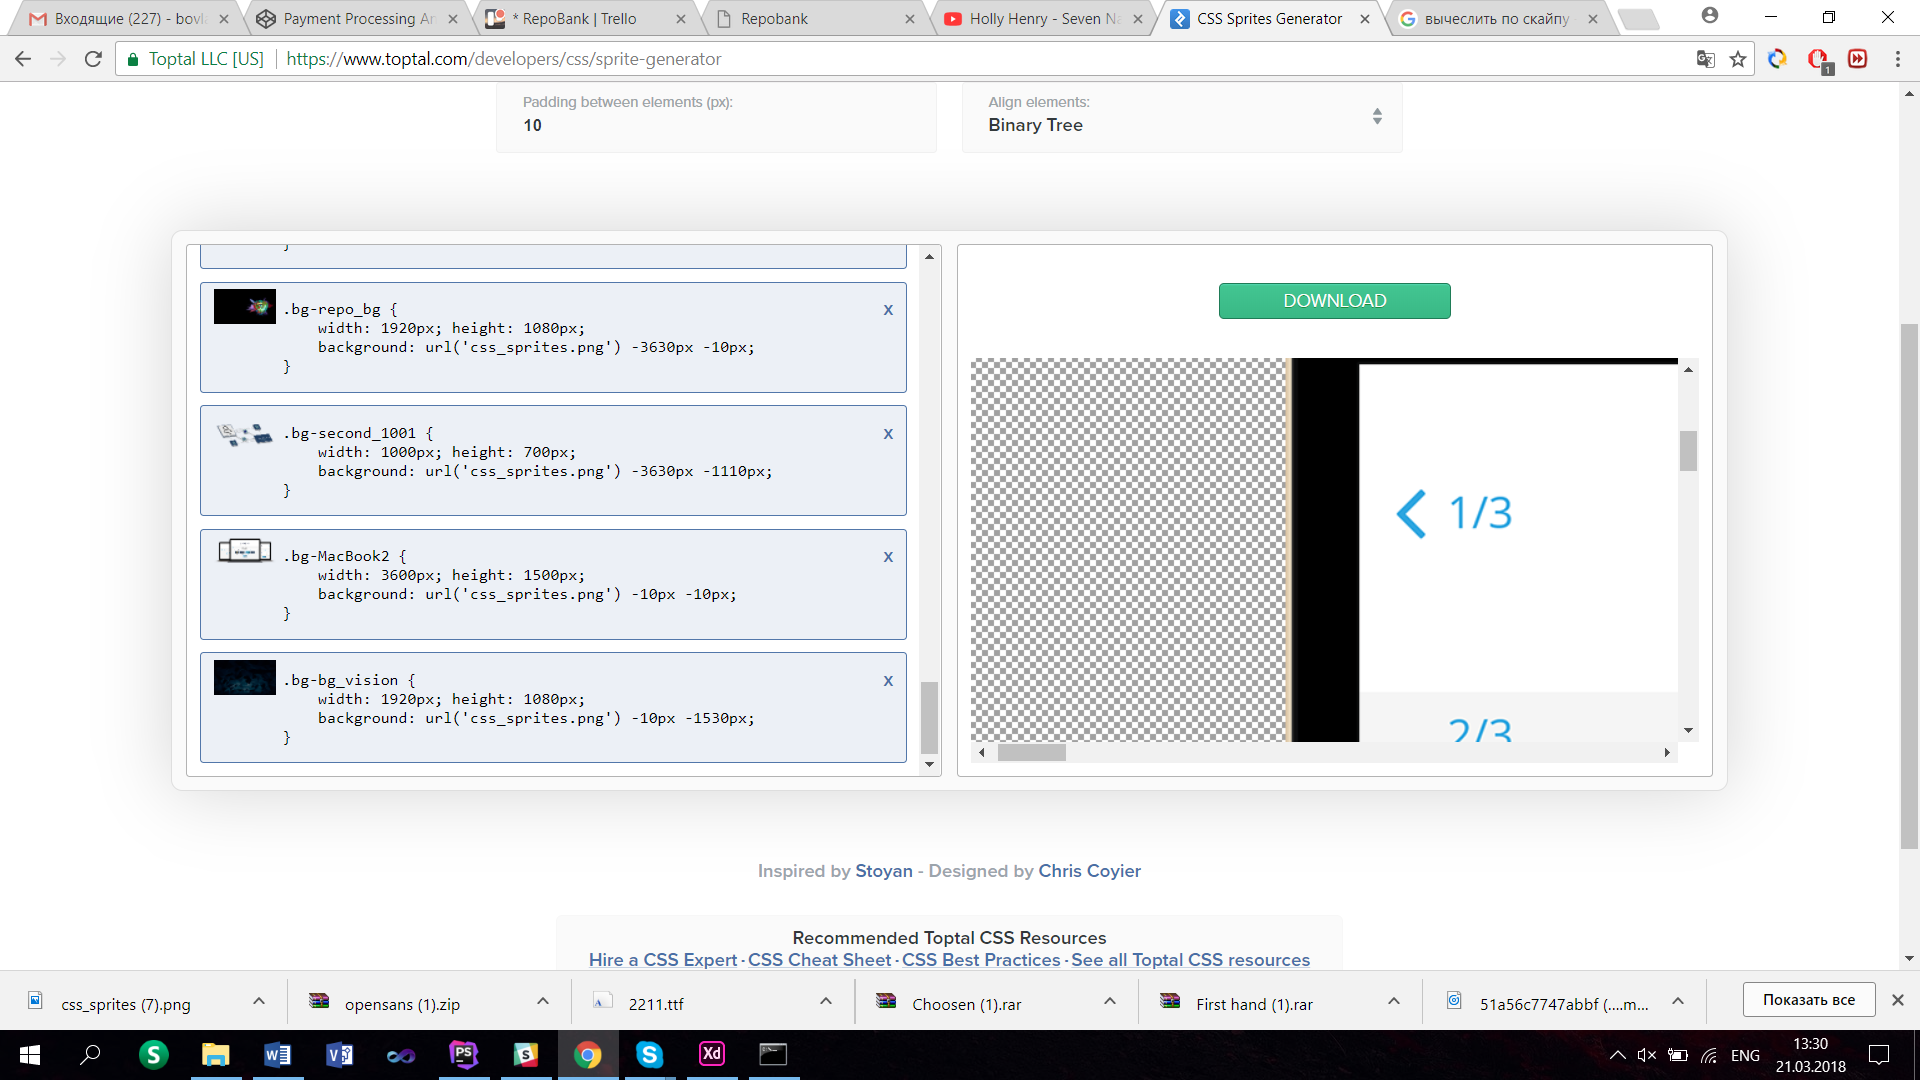 Входящие (227) - bovla
Payment Processing An
* RepoBank | Trello
Repobank
Holly Henry - Seven Na
CSS Sprites Generator
вычеслить по скайпу
Toptal LLC [US]
https://www.toptal.com/developers/css/sprite-generator
1
Padding between elements (px):
10
Align elements:
Binary Tree
}
.bg-repo_bg {
width: 1920px; height: 1080px;
background: url('css_sprites.png') -3630px -10px;
}
x
.bg-second_1001 {
width: 1000px; height: 700px;
background: url('css_sprites.png') -3630px -1110px;
}
x
.bg-MacBook2 {
width: 3600px; height: 1500px;
background: url('css_sprites.png') -10px -10px;
}
x
.bg-bg_vision {
width: 1920px; height: 1080px;
background: url('css_sprites.png') -10px -1530px;
}
x
DOWNLOAD
1/3
2/3
Inspired by Stoyan - Designed by Chris Coyier
Recommended Toptal CSS Resources
Hire a CSS Expert · CSS Cheat Sheet · CSS Best Practices · See all Toptal CSS resources
css_sprites (7).png
opensans (1).zip
2211.ttf
Choosen (1).rar
First hand (1).rar
51a56c7747abbf (....m...
Показать все
ENG
13:30
21.03.2018